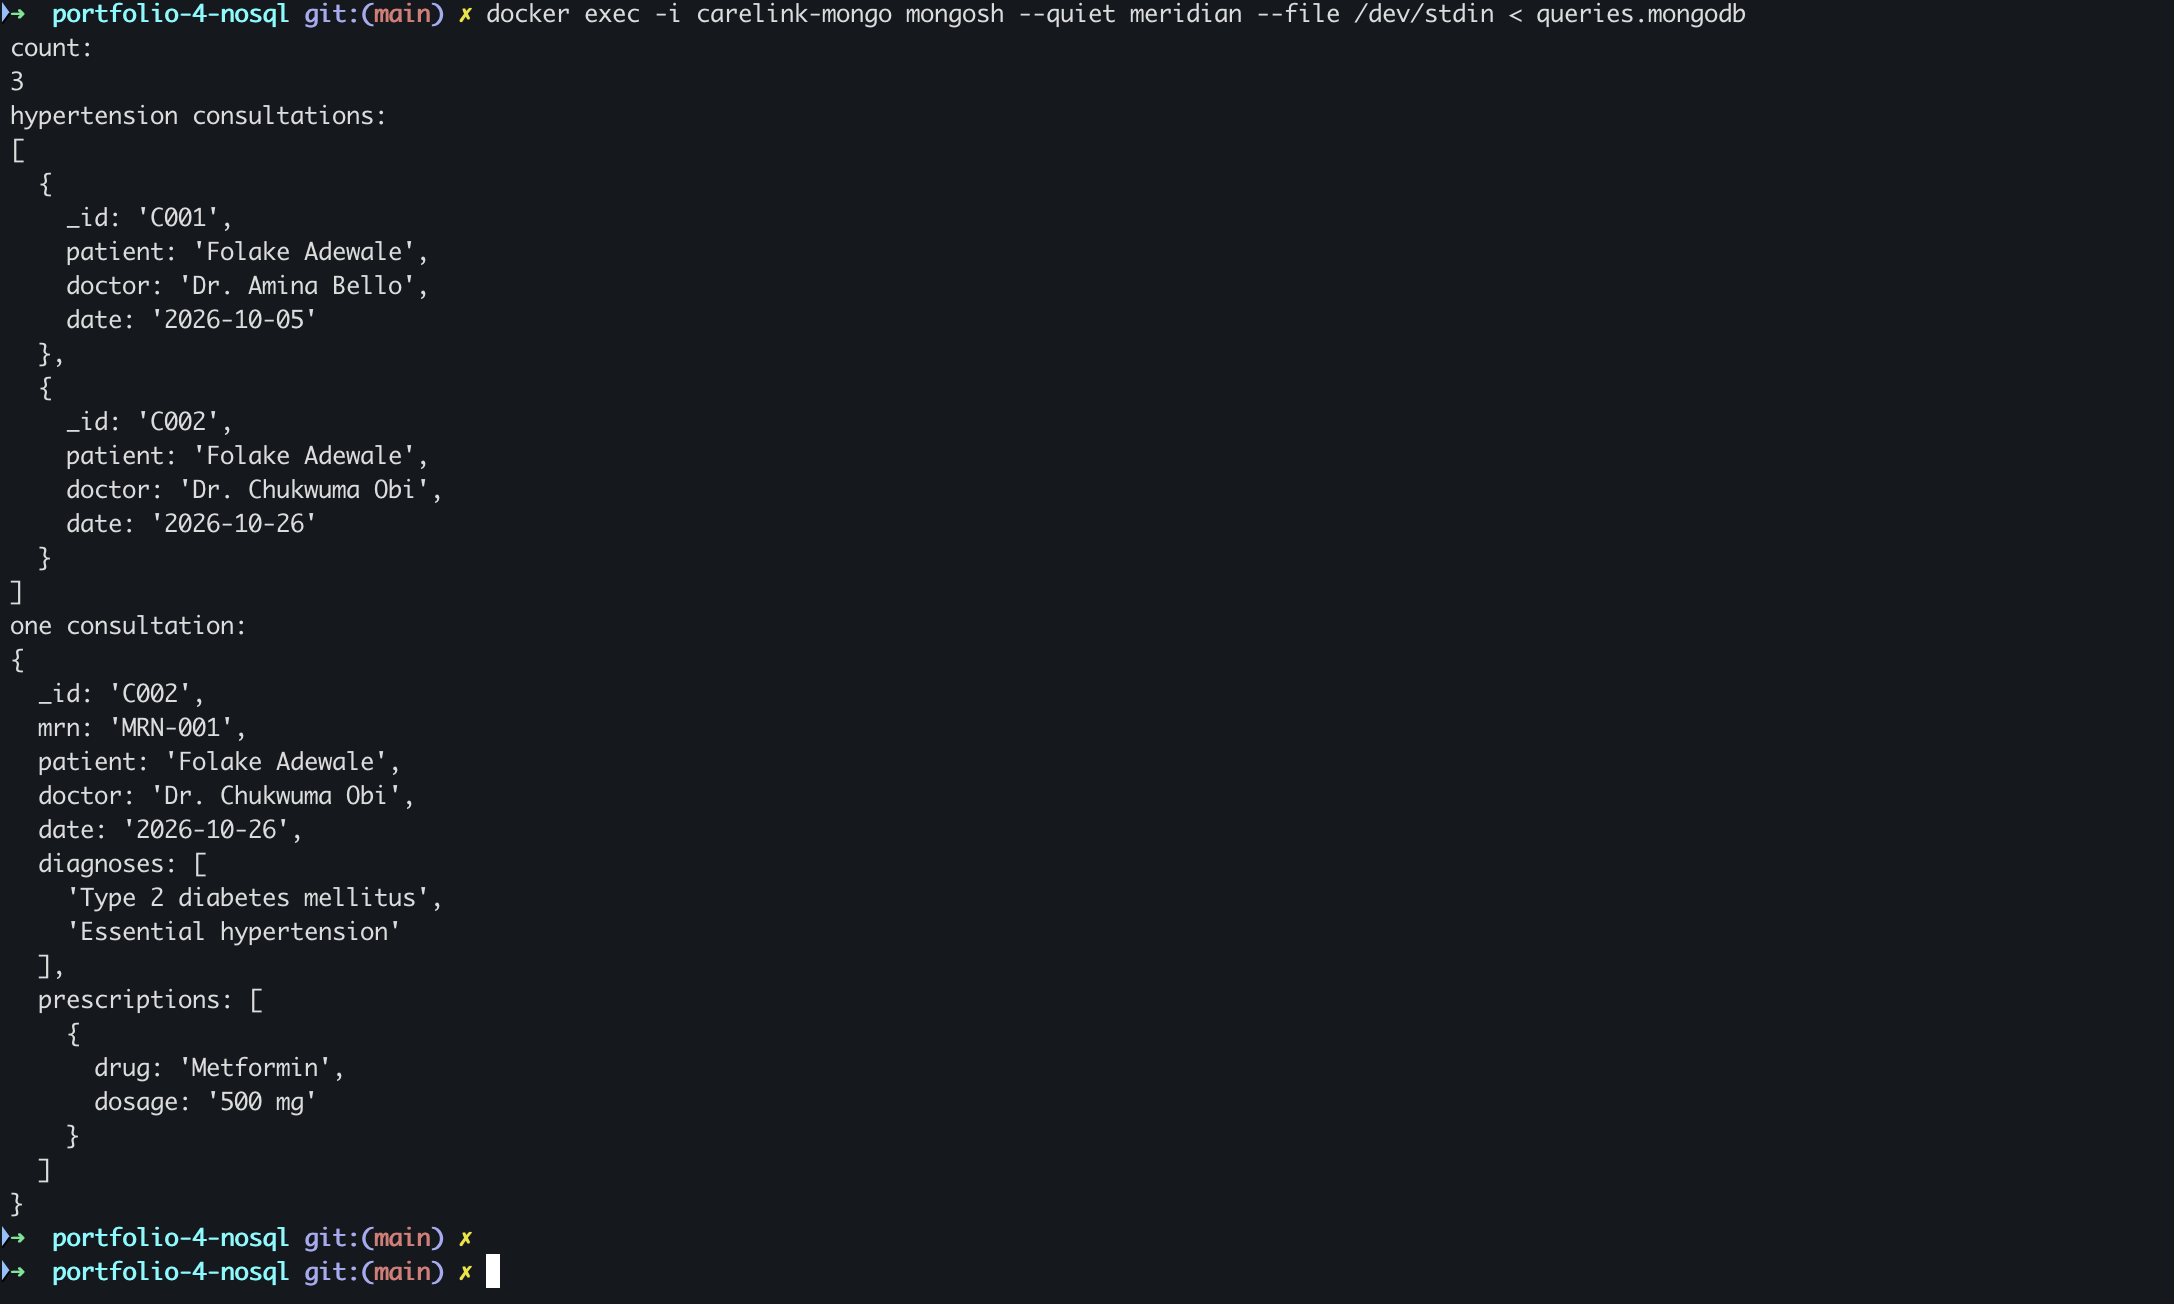 ➜  portfolio-4-nosql git:(main) ✗ docker exec -i carelink-mongo mongosh --quiet meridian --file /dev/stdin < queries.mongodb
count:
3
hypertension consultations:
[
  {
    _id: 'C001',
    patient: 'Folake Adewale',
    doctor: 'Dr. Amina Bello',
    date: '2026-10-05'
  },
  {
    _id: 'C002',
    patient: 'Folake Adewale',
    doctor: 'Dr. Chukwuma Obi',
    date: '2026-10-26'
  }
]
one consultation:
{
  _id: 'C002',
  mrn: 'MRN-001',
  patient: 'Folake Adewale',
  doctor: 'Dr. Chukwuma Obi',
  date: '2026-10-26',
  diagnoses: [
    'Type 2 diabetes mellitus',
    'Essential hypertension'
  ],
  prescriptions: [
    {
      drug: 'Metformin',
      dosage: '500 mg'
    }
  ]
}
➜  portfolio-4-nosql git:(main) ✗
➜  portfolio-4-nosql git:(main) ✗